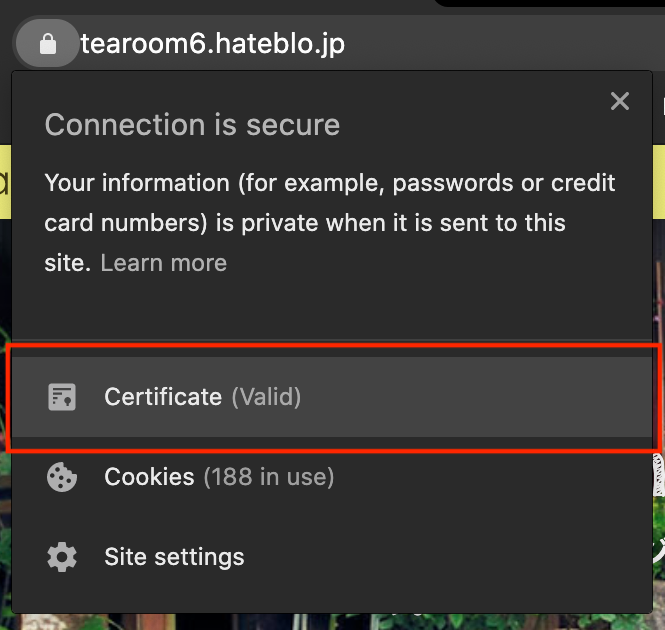 tearoom6.hateblo.jp
Connection is secure
Your information (for example, passwords or credit
card numbers) is private when it is sent to this
site. Learn more
Certificate (Valid)
Cookies (188 in use)
Site settings